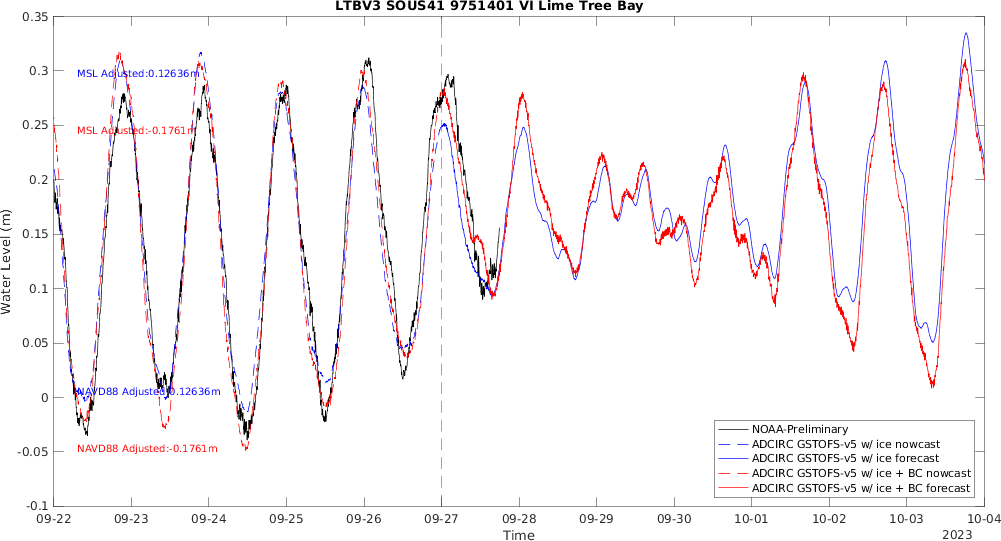 LTBV3 SOUS41 9751401 VI Lime Tree Bay
0.35
0.3
0.25
0.2
0.15
0.1
0.05
0
-0.05
-0.1
Water Level (m)
MSL Adjusted:0.12636m
MSL Adjusted:-0.1761m
NAVD88 Adjusted:0.12636m
NAVD88 Adjusted:-0.1761m
NOAA-Preliminary
ADCIRC GSTOFS-v5 w/ ice nowcast
ADCIRC GSTOFS-v5 w/ ice forecast
ADCIRC GSTOFS-v5 w/ ice + BC nowcast
ADCIRC GSTOFS-v5 w/ ice + BC forecast
09-22 09-23 09-24 09-25 09-26 09-27 09-28 09-29 09-30 10-01 10-02 10-03 10-04
Time
2023